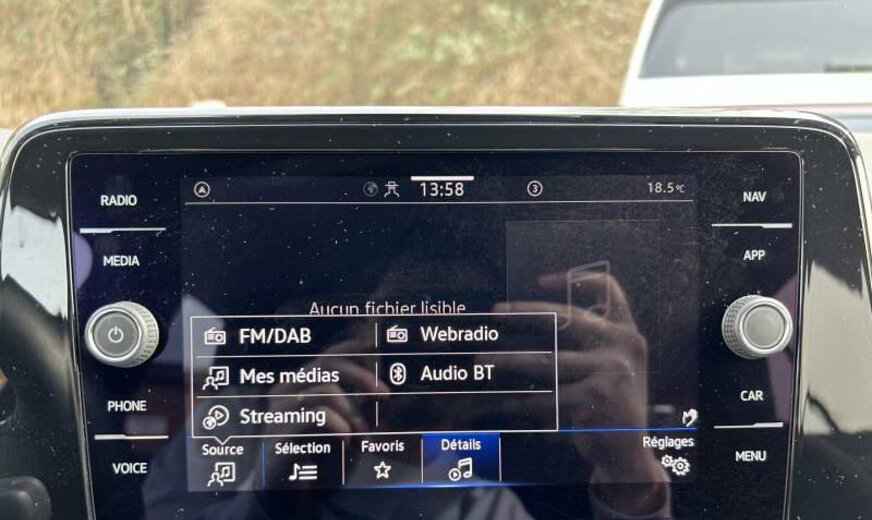 RADIO
MEDIA
PHONE
VOICE
A
13:58
3
18.5°C
Aucun fichier lisible
FM/DAB
Webradio
Mes médias
Audio BT
Streaming
Source
Sélection
Favoris
Détails
Réglages
NAV
APP
CAR
MENU